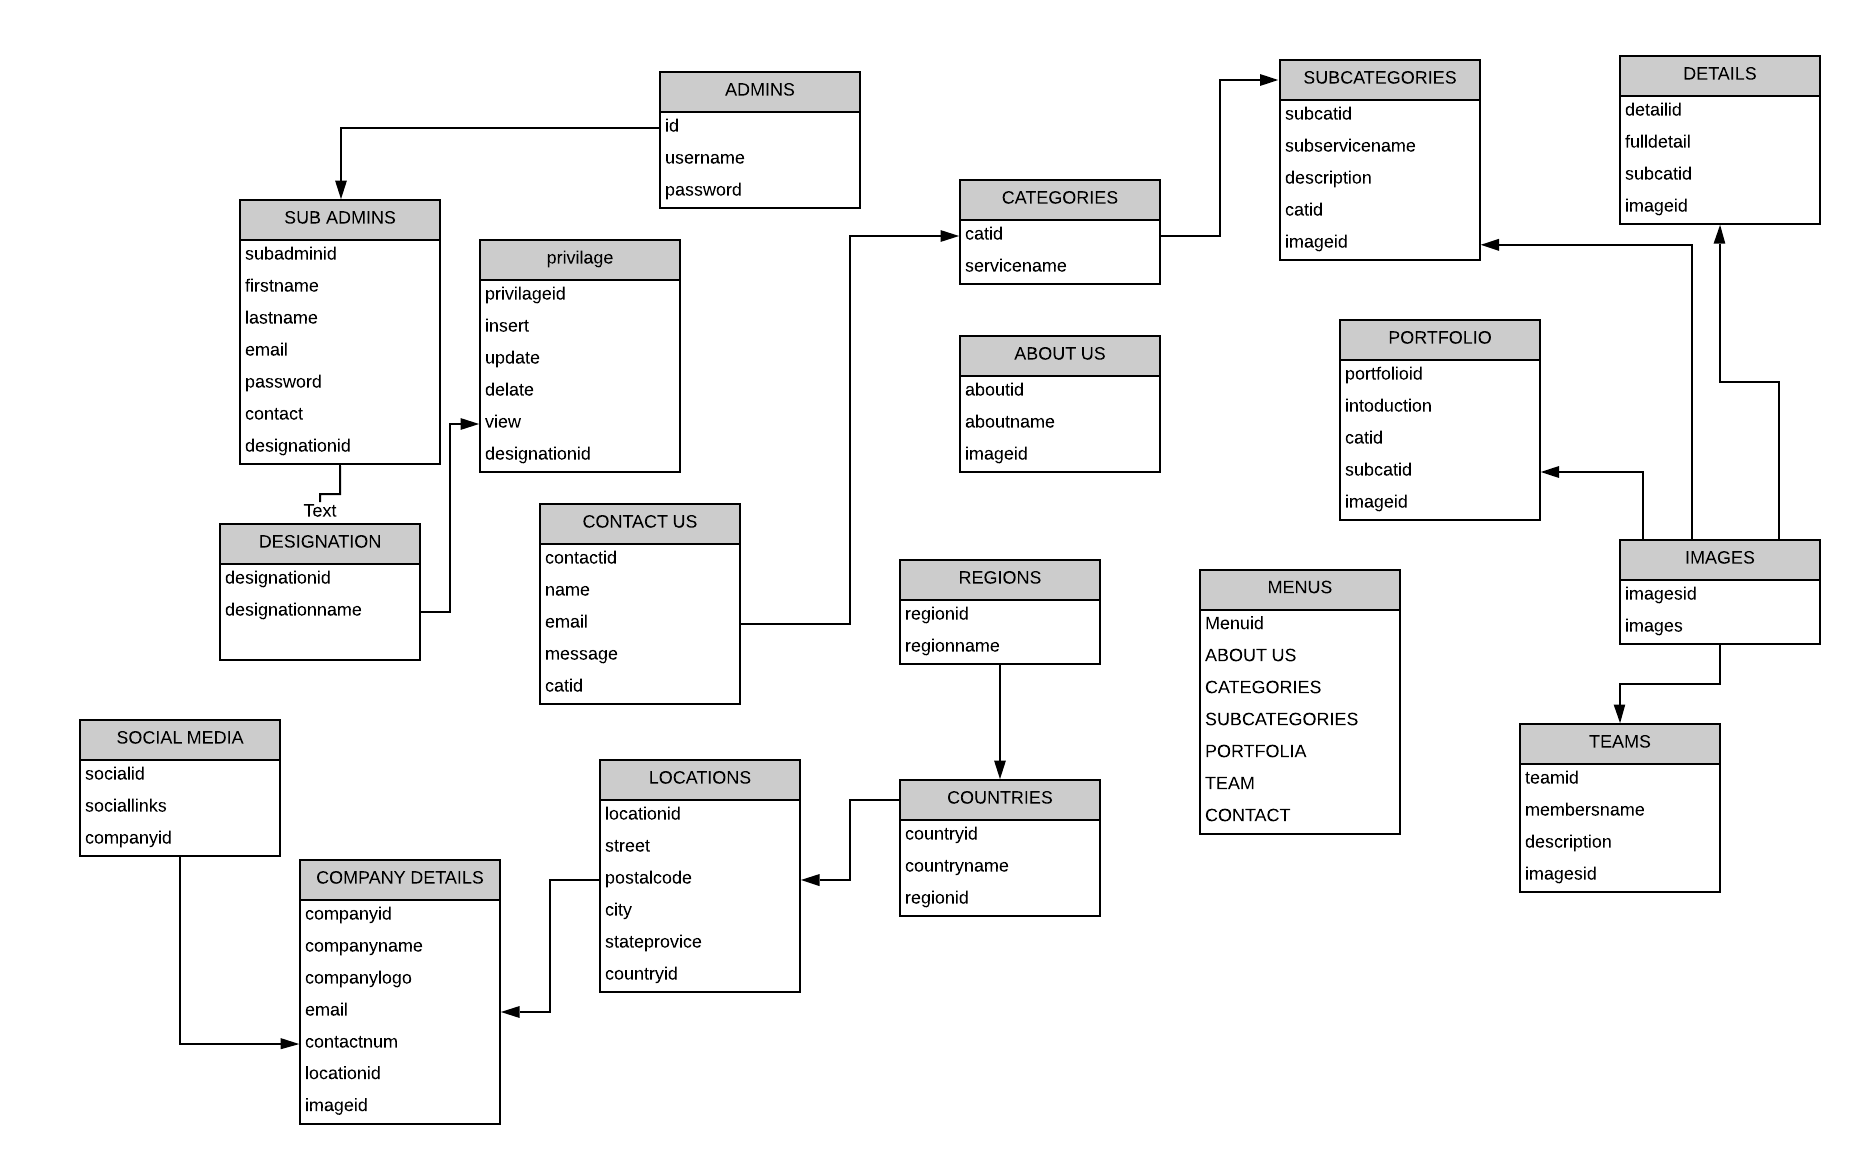 ADMINS
id
username
password
SUB ADMINS
subadminid
firstname
lastname
email
password
contact
designationid
privilage
privilageid
insert
update
delate
view
designationid
Text
DESIGNATION
designationid
designationname
CATEGORIES
catid
servicename
SUBCATEGORIES
subcatid
subservicename
description
catid
imageid
DETAILS
detailid
fulldetail
subcatid
imageid
ABOUT US
aboutid
aboutname
imageid
PORTFOLIO
portfolioid
intoduction
catid
subcatid
imageid
CONTACT US
contactid
name
email
message
catid
REGIONS
regionid
regionname
MENUS
Menuid
ABOUT US
CATEGORIES
SUBCATEGORIES
PORTFOLIA
TEAM
CONTACT
IMAGES
imagesid
images
SOCIAL MEDIA
socialid
sociallinks
companyid
COMPANY DETAILS
companyid
companyname
companylogo
email
contactnum
locationid
imageid
LOCATIONS
locationid
street
postalcode
city
stateprovice
countryid
COUNTRIES
countryid
countryname
regionid
TEAMS
teamid
membersname
description
imagesid